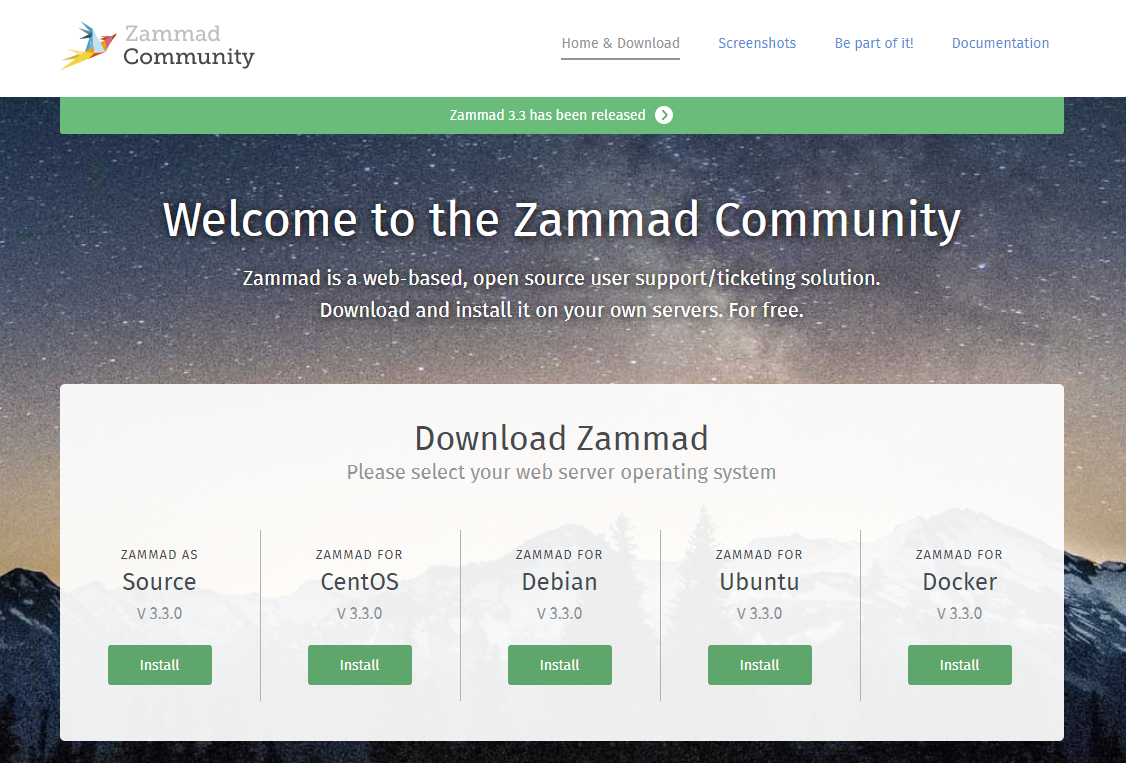 Zammad
Community
Home & Download
Screenshots
Be part of it!
Documentation
Zammad 3.3 has been released
Welcome to the Zammad Community
Zammad is a web-based, open source user support/ticketing solution.
Download and install it on your own servers. For free.
Download Zammad
Please select your web server operating system
ZAMMAD AS
Source
V 3.3.0
Install
ZAMMAD FOR
CentOS
V 3.3.0
Install
ZAMMAD FOR
Debian
V 3.3.0
Install
ZAMMAD FOR
Ubuntu
V 3.3.0
Install
ZAMMAD FOR
Docker
V 3.3.0
Install